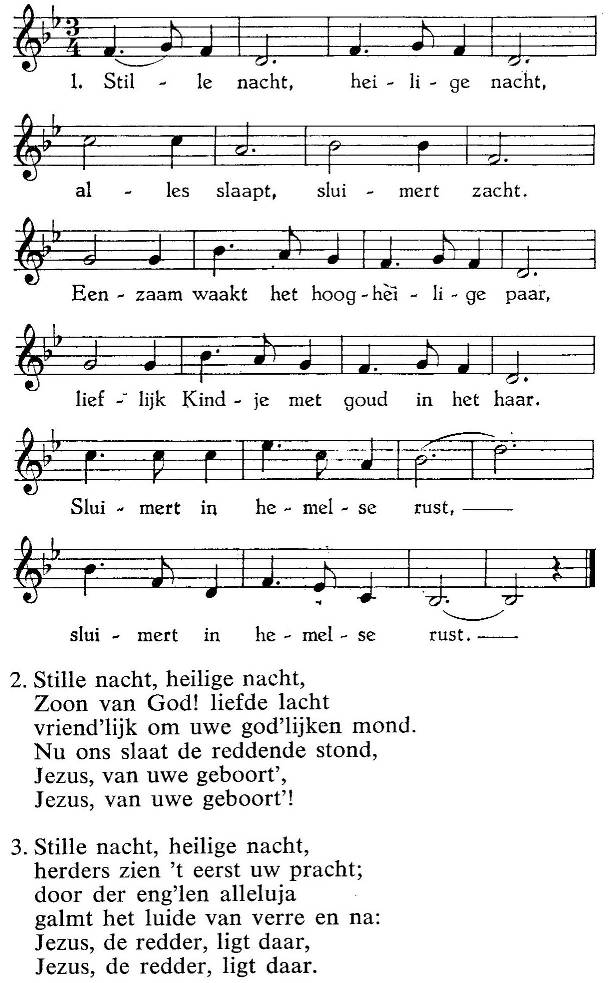 3
4
1. Stil - le nacht, hei - li - ge nacht,
al - les slaapt, slui - mert zacht.
Een - zaam waakt het hoog - hèi - li - ge paar,
lief - lijk Kind - je met goud in het haar.
Slui - mert in he - mel - se rust,
slui - mert in he - mel - se rust.
2. Stille nacht, heilige nacht,
Zoon van God! liefde lacht
vriend'lijk om uwe god'lijken mond.
Nu ons slaat de reddende stond,
Jezus, van uwe geboort',
Jezus, van uwe geboort'!
3. Stille nacht, heilige nacht,
herders zien 't eerst uw pracht;
door der eng'len alleluja
galmt het luide van verre en na:
Jezus, de redder, ligt daar,
Jezus, de redder, ligt daar.